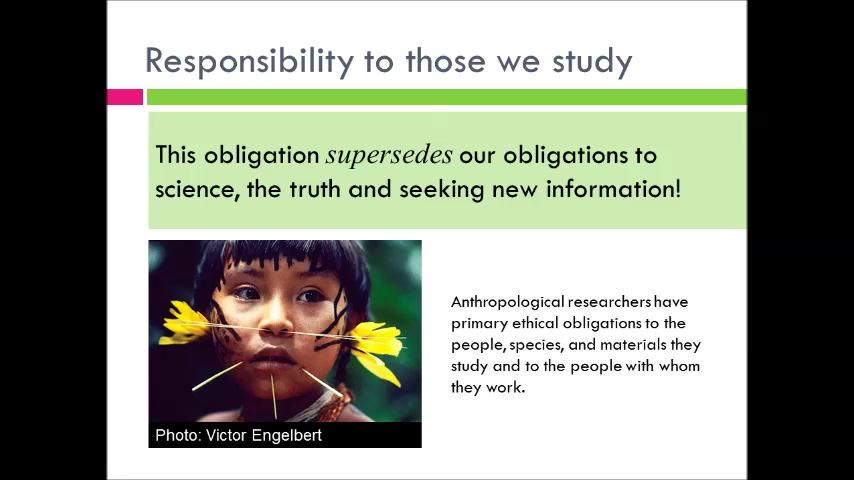 Responsibility to those we study
This obligation supersedes our obligations to
science, the truth and seeking new information!
Anthropological researchers have
primary ethical obligations to the
people, species, and materials they
study and to the people with whom
they work.
Photo: Victor Engelbert